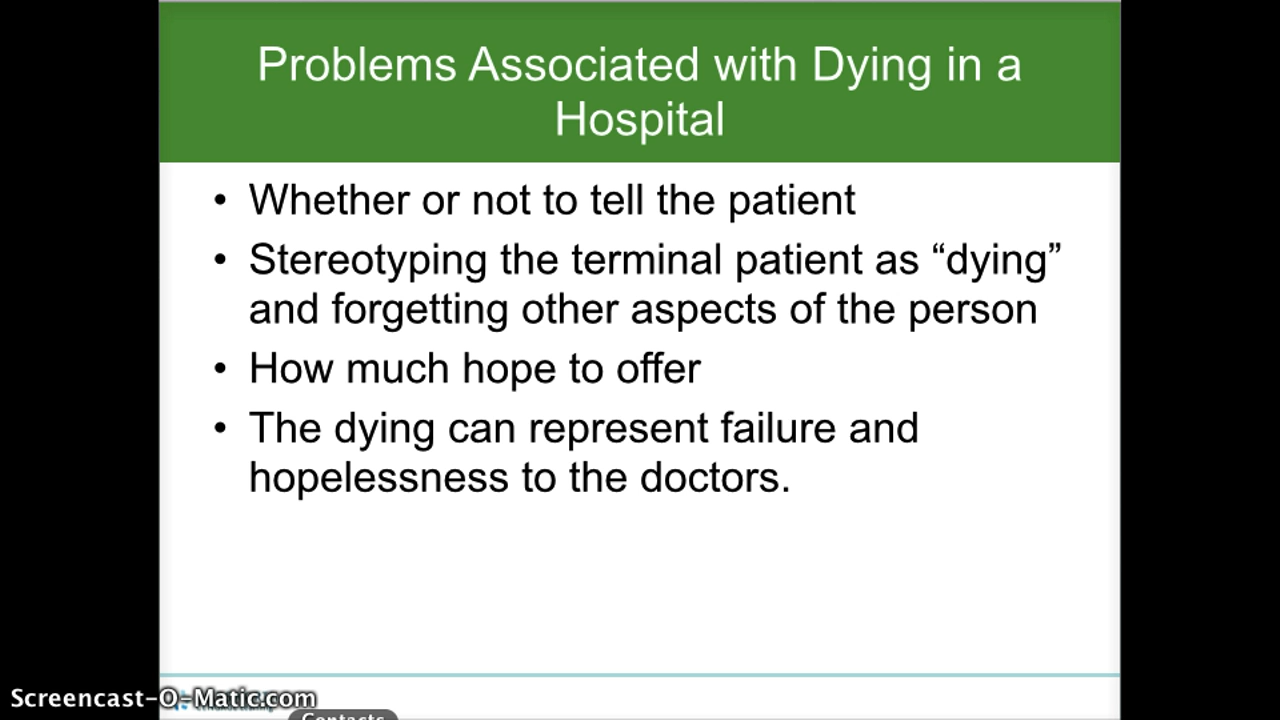 Problems Associated with Dying in a
Hospital
• Whether or not to tell the patient
• Stereotyping the terminal patient as “dying”
and forgetting other aspects of the person
• How much hope to offer
• The dying can represent failure and
hopelessness to the doctors.
Screencast-O-Matic.com
Contacts